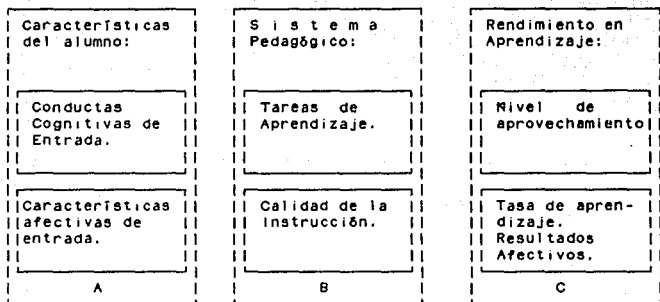 Características
del alumno:
Conductas
Cognitivas de
Entrada.
Características
afectivas de
entrada.
A
Sistema
Pedagógico:
Tareas de
Aprendizaje.
Calidad de la
instrucción.
B
Rendimiento en
Aprendizaje:
Nivel de
aprovechamiento
Tasa de apren-
dizaje.
Resultados
Afectivos.
C